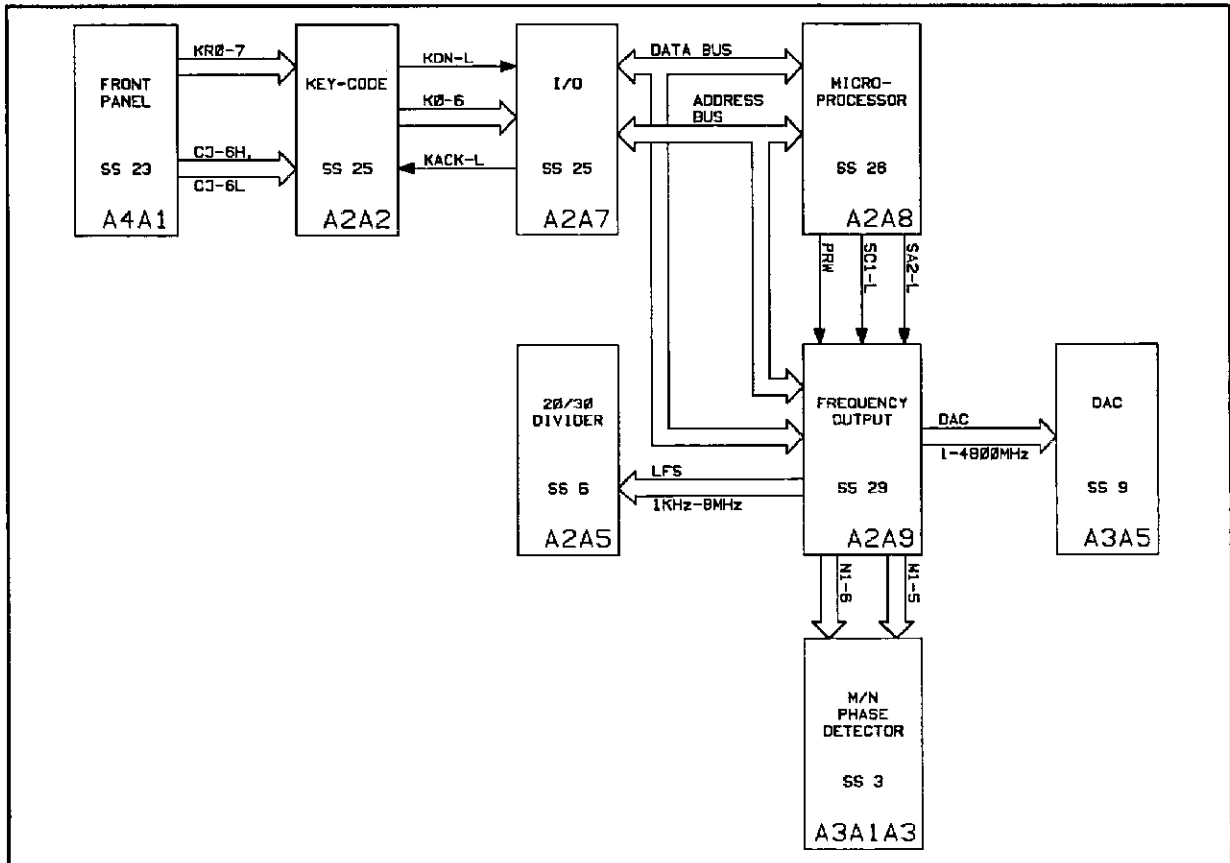 FRONT
PANEL
SS 23
A4A1
KR0-7
CJ-6H,
CJ-6L
KEY-CODE
SS 25
A2A2
KDN-L
K0-6
KACK-L
I/O
SS 25
A2A7
DATA BUS
ADDRESS
BUS
MICRO-
PROCESSOR
SS 26
A2A8
PRW
SC1-L
SA2-L
20/30
DIVIDER
SS 6
A2A5
LFS
1KHz-8MHz
FREQUENCY
OUTPUT
SS 29
A2A9
DAC
1-4800MHz
DAC
SS 9
A3A5
N1-6
M1-5
M/N
PHASE
DETECTOR
SS 3
A3A1A3